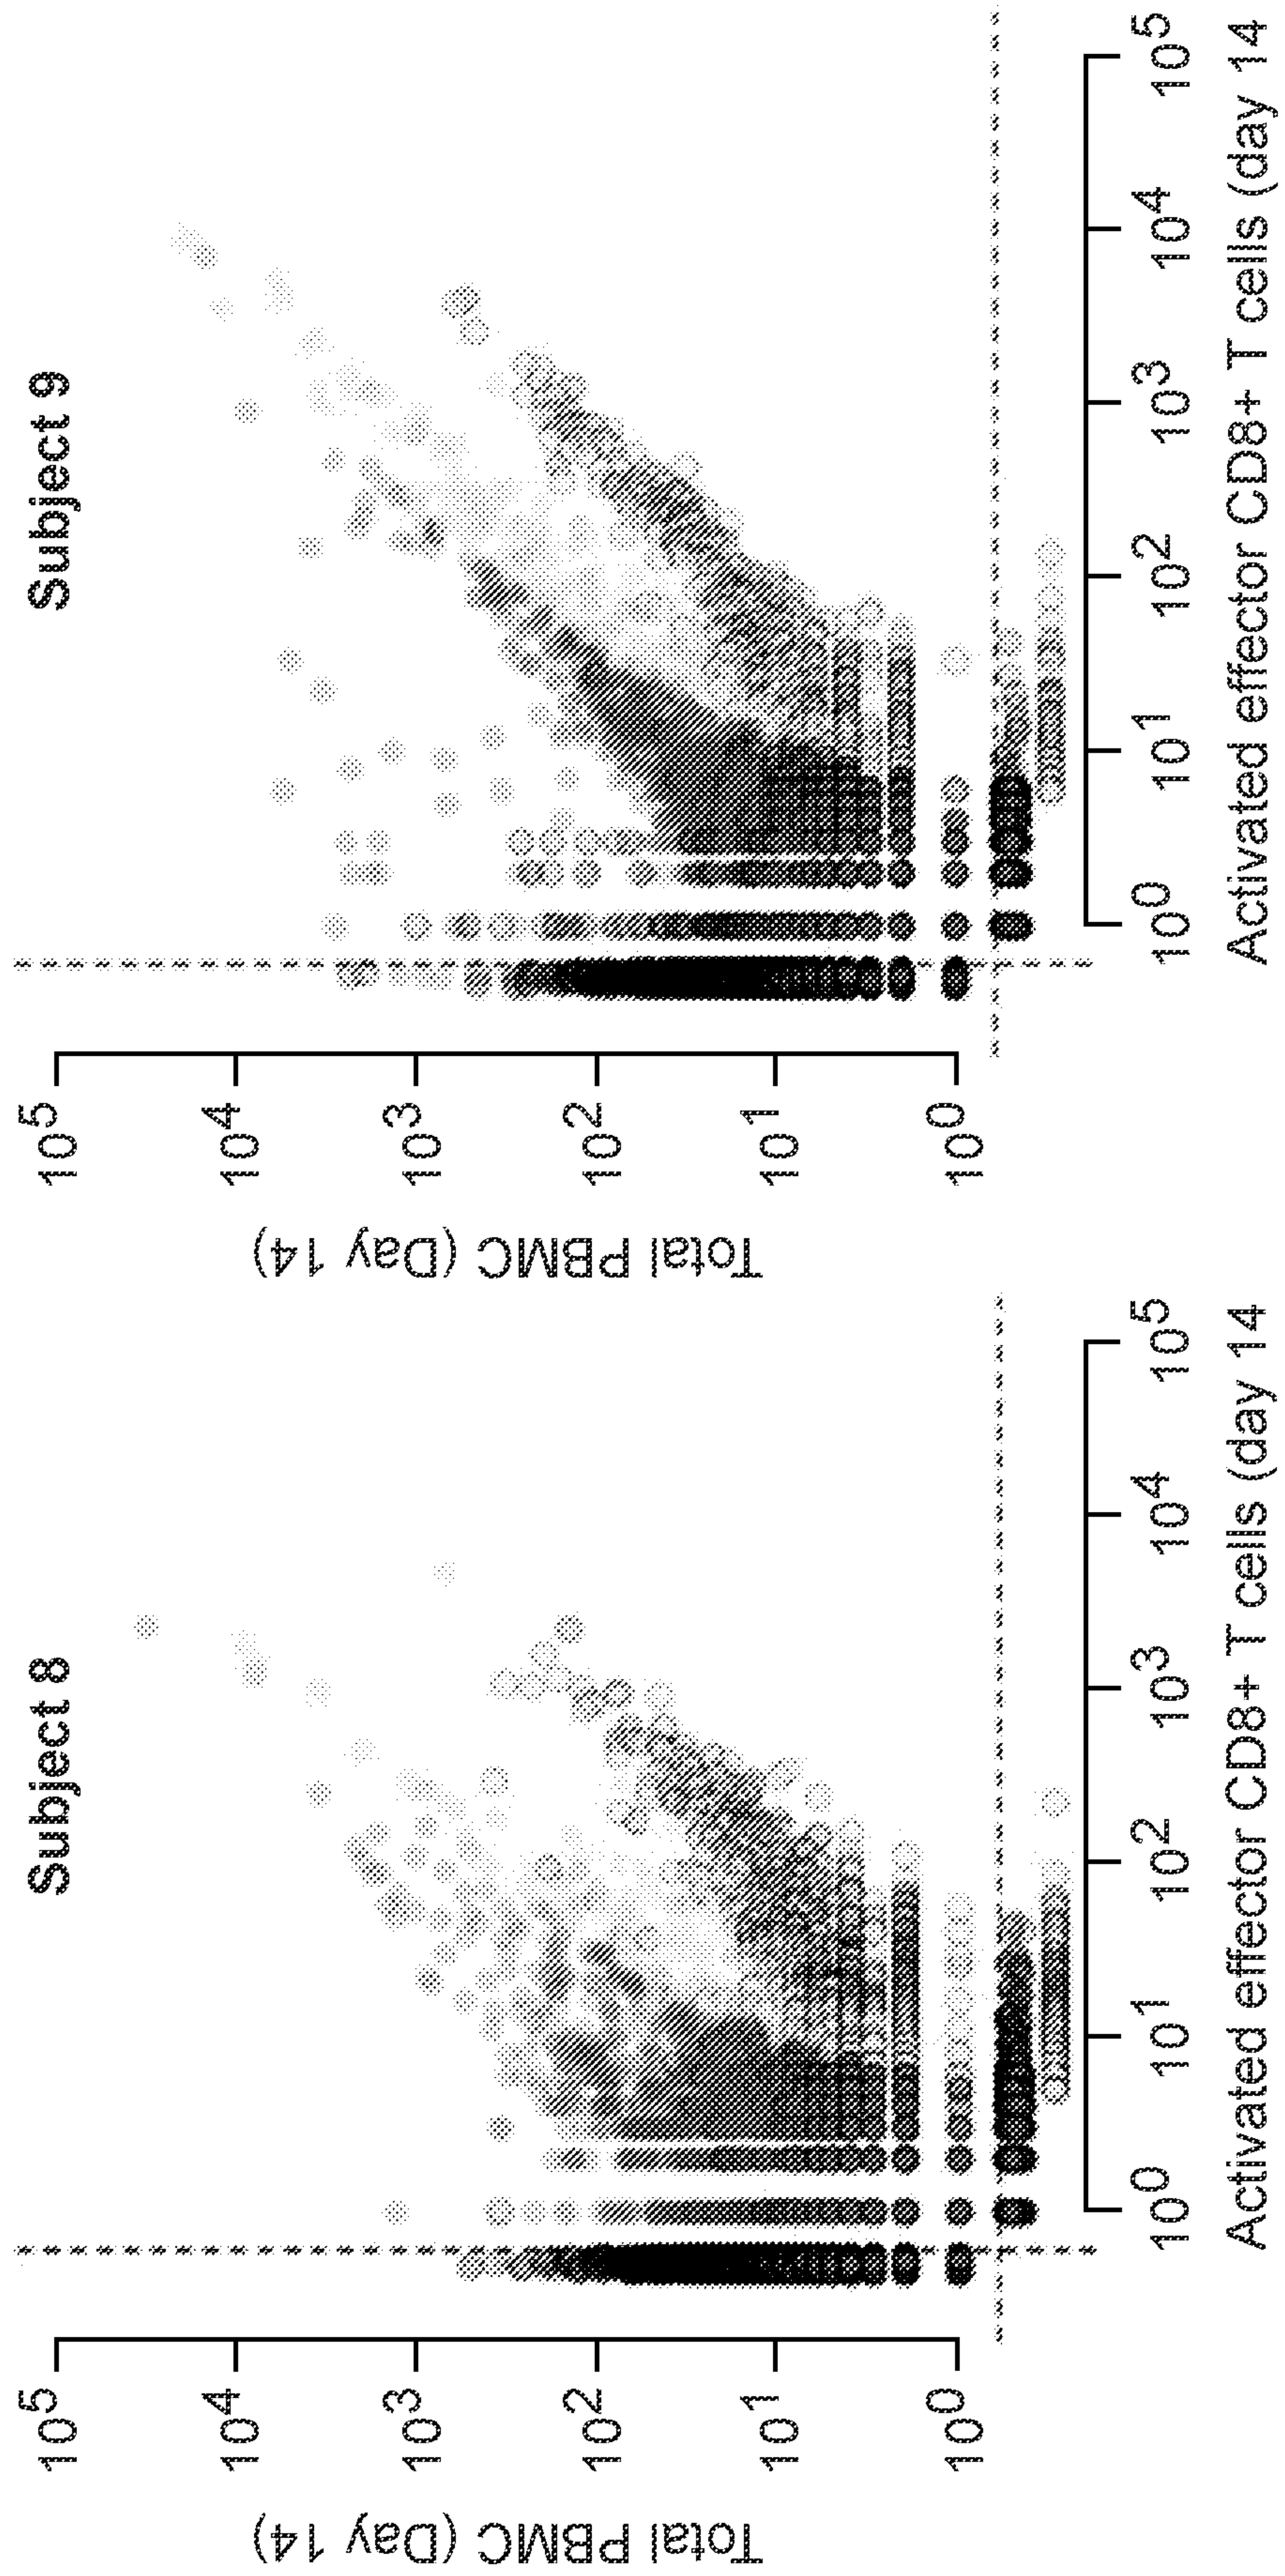 Subject 8
10^5
10^4
10^3
10^2
10^1
10^0
Total PBMC (Day 14)
10^0 10^1 10^2 10^3 10^4 10^5
Activated effector CD8+ T cells (day 14
Subject 9
10^5
10^4
10^3
10^2
10^1
10^0
Total PBMC (Day 14)
10^0 10^1 10^2 10^3 10^4 10^5
Activated effector CD8+ T cells (day 14